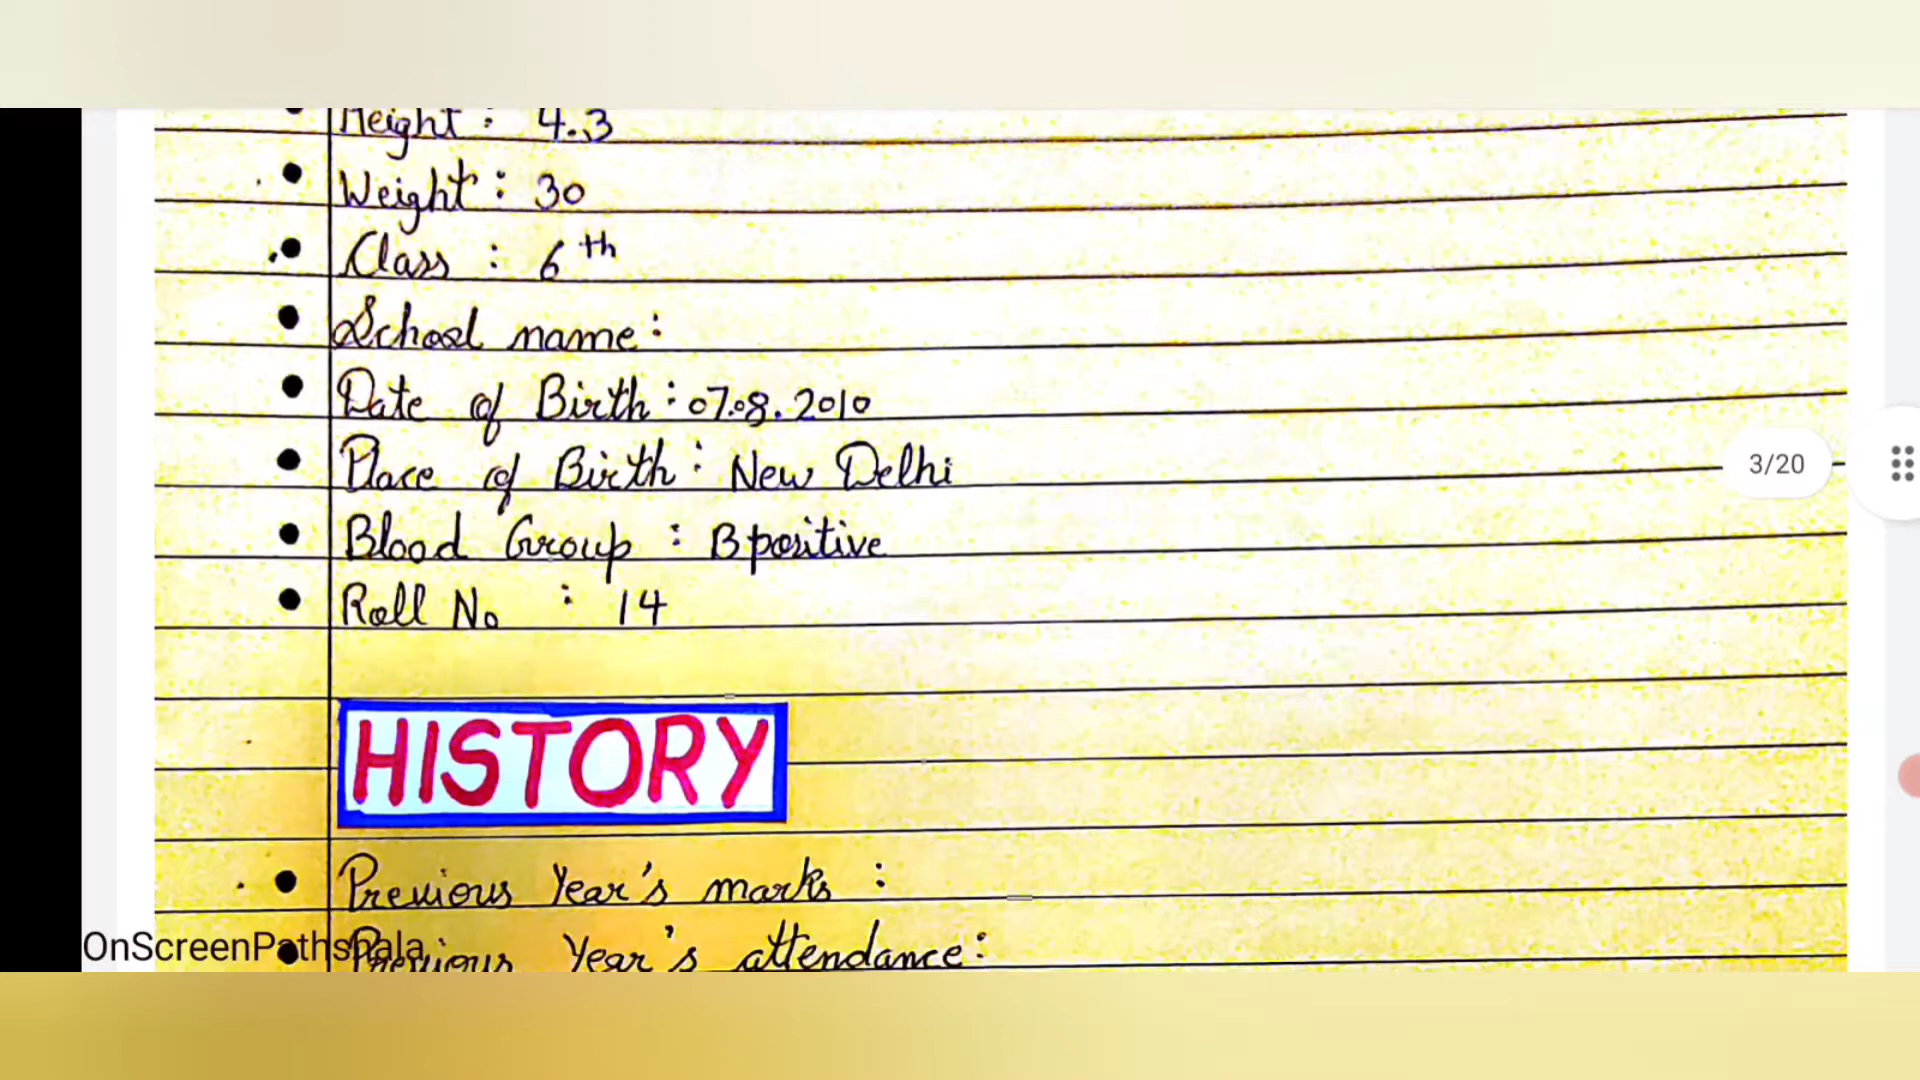 Height : 4.3
Weight : 30
Class : 6th
School name :
Date of Birth : 07.08.2010
Place of Birth : New Delhi
3/20
Blood Group : B positive
Roll No : 14
HISTORY
Previous Year's marks :
Previous Year's attendance :
OnScreenPathshala